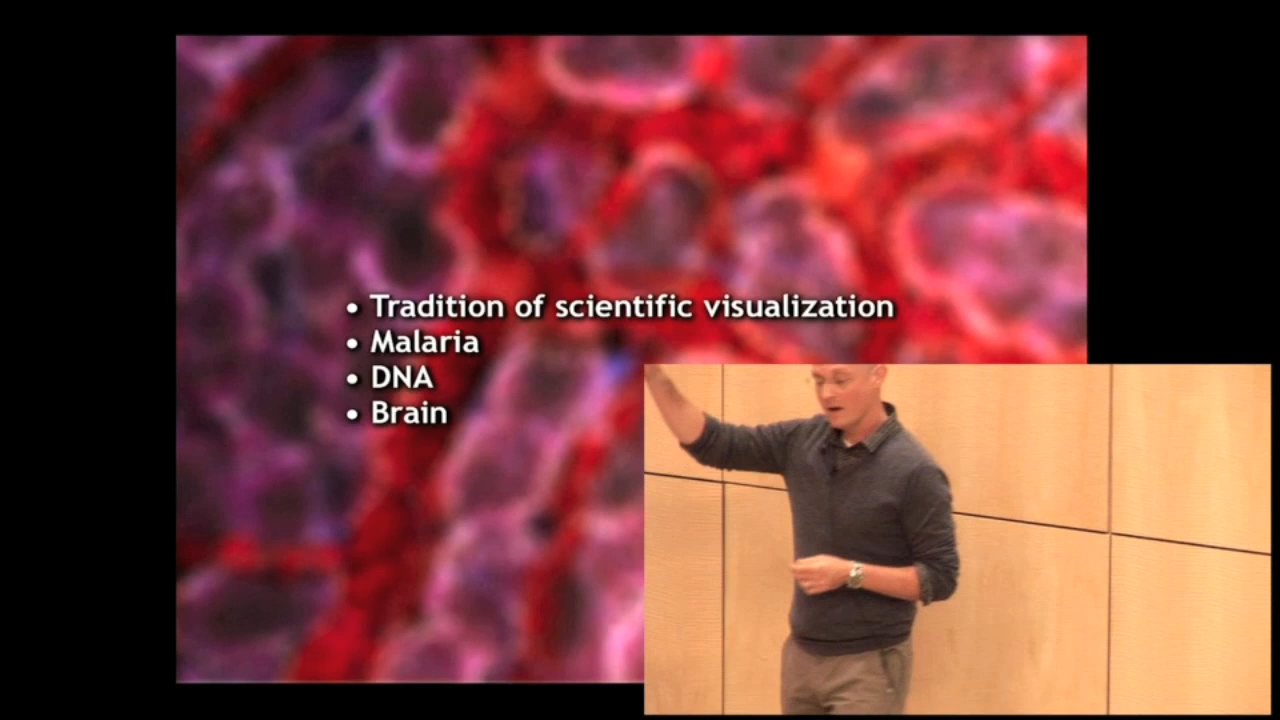 • Tradition of scientific visualization
• Malaria
• DNA
• Brain